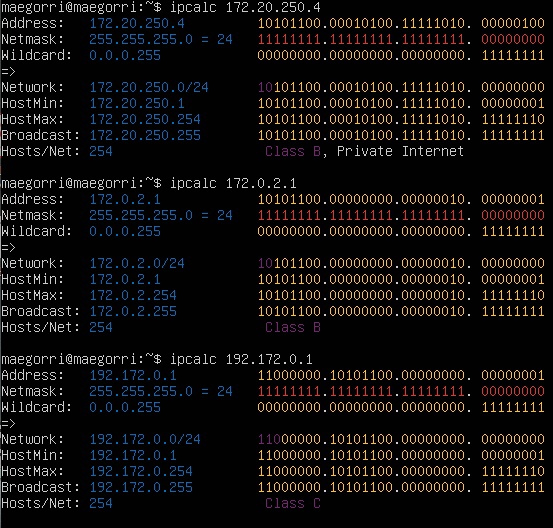 maegorri@maegorri:~$ ipcalc 172.20.250.4
Address: 172.20.250.4 10101100.00010100.11111010. 00000100
Netmask: 255.255.255.0 = 24 11111111.11111111.11111111. 00000000
Wildcard: 0.0.0.255 00000000.00000000.00000000. 11111111
=>
Network: 172.20.250.0/24 10101100.00010100.11111010. 00000000
HostMin: 172.20.250.1 10101100.00010100.11111010. 00000001
HostMax: 172.20.250.254 10101100.00010100.11111010. 11111110
Broadcast: 172.20.250.255 10101100.00010100.11111010. 11111111
Hosts/Net: 254 Class B, Private Internet
maegorri@maegorri:~$ ipcalc 172.0.2.1
Address: 172.0.2.1 10101100.00000000.00000010. 00000001
Netmask: 255.255.255.0 = 24 11111111.11111111.11111111. 00000000
Wildcard: 0.0.0.255 00000000.00000000.00000000. 11111111
=>
Network: 172.0.2.0/24 10101100.00000000.00000010. 00000000
HostMin: 172.0.2.1 10101100.00000000.00000010. 00000001
HostMax: 172.0.2.254 10101100.00000000.00000010. 11111110
Broadcast: 172.0.2.255 10101100.00000000.00000010. 11111111
Hosts/Net: 254 Class B
maegorri@maegorri:~$ ipcalc 192.172.0.1
Address: 192.172.0.1 11000000.10101100.00000000. 00000001
Netmask: 255.255.255.0 = 24 11111111.11111111.11111111. 00000000
Wildcard: 0.0.0.255 00000000.00000000.00000000. 11111111
=>
Network: 192.172.0.0/24 11000000.10101100.00000000. 00000000
HostMin: 192.172.0.1 11000000.10101100.00000000. 00000001
HostMax: 192.172.0.254 11000000.10101100.00000000. 11111110
Broadcast: 192.172.0.255 11000000.10101100.00000000. 11111111
Hosts/Net: 254 Class C